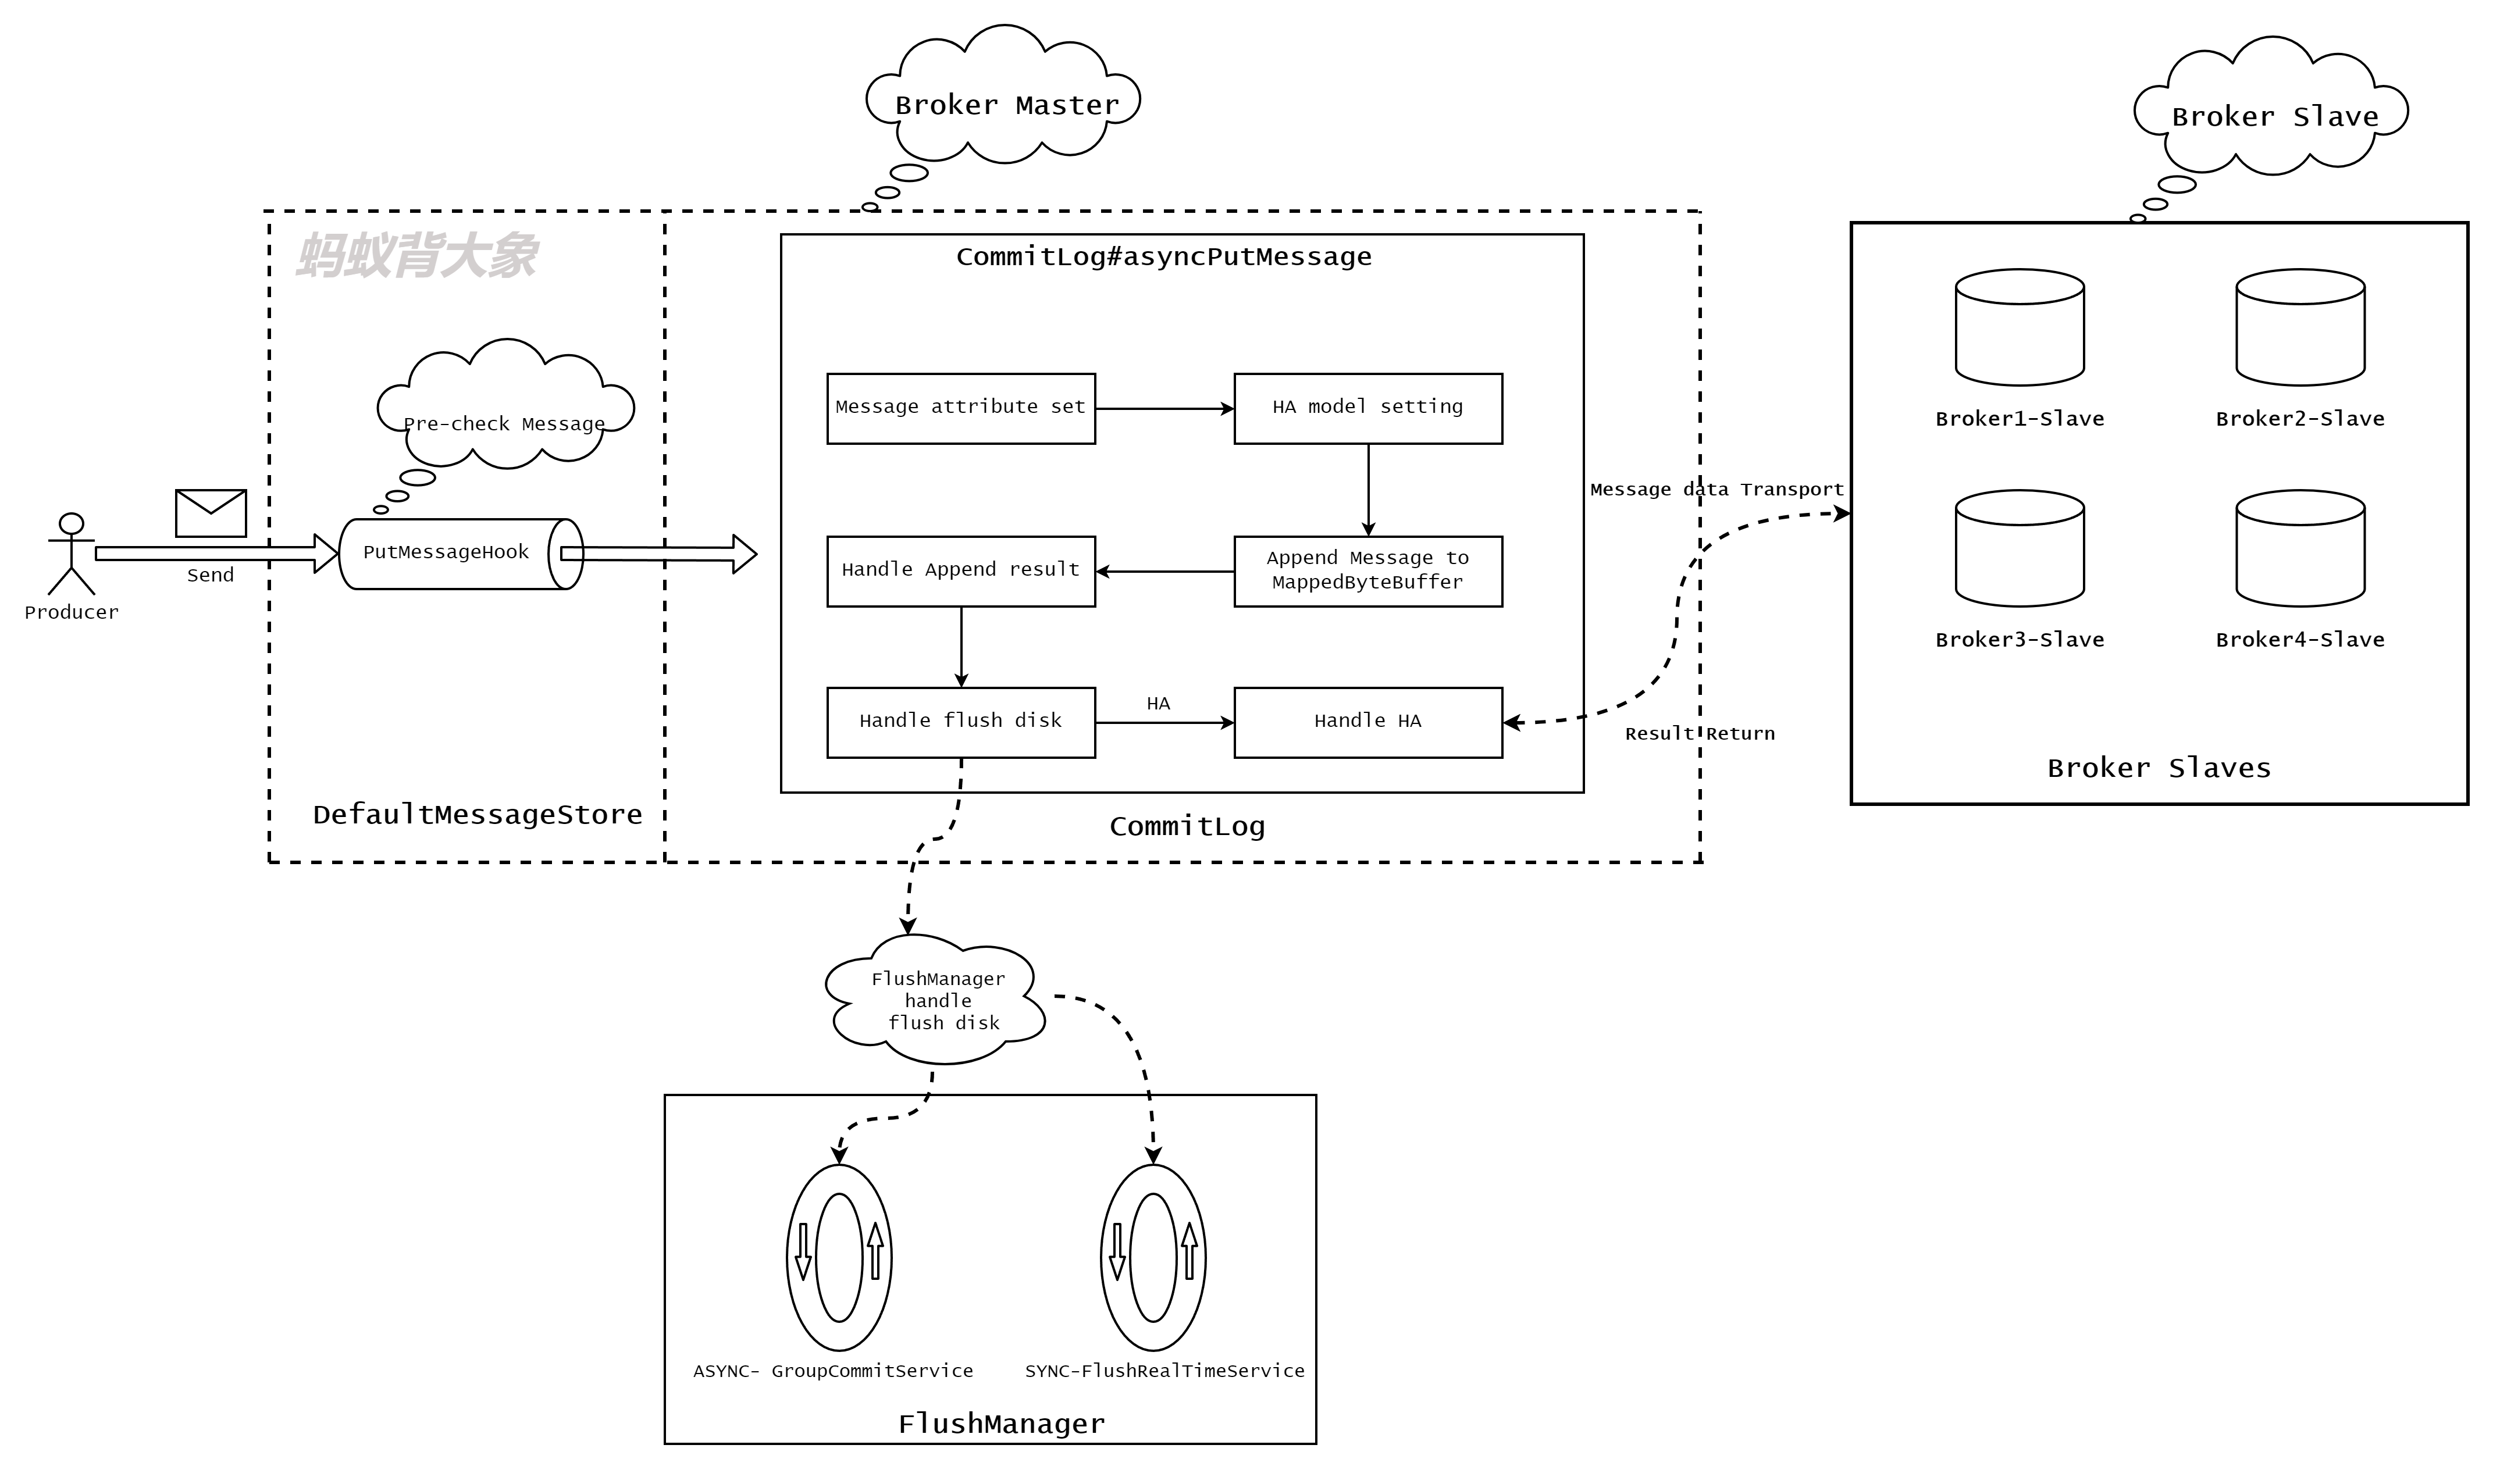 Broker Master
Broker Slave
蚂蚁背大象
CommitLog#asyncPutMessage
Pre-check Message
Message attribute set
HA model setting
Broker1-Slave
Broker2-Slave
Message data Transport
PutMessageHook
Send
Producer
Handle Append result
Append Message to
MappedByteBuffer
Broker3-Slave
Broker4-Slave
Handle flush disk
HA
Handle HA
Result Return
Broker Slaves
DefaultMessageStore
CommitLog
FlushManager
handle
flush disk
ASYNC- GroupCommitService
SYNC-FlushRealTimeService
FlushManager